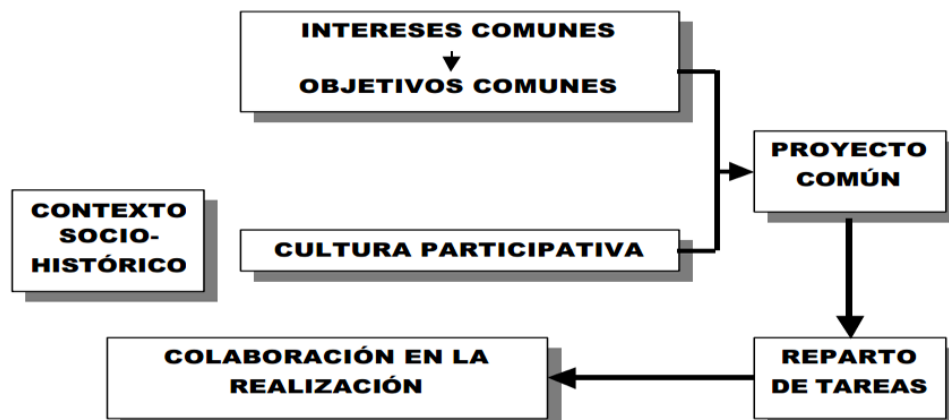 INTERESES COMUNES
OBJETIVOS COMUNES
PROYECTO
COMÚN
CONTEXTO
SOCIO-
HISTÓRICO
CULTURA PARTICIPATIVA
COLABORACIÓN EN LA
REALIZACIÓN
REPARTO
DE TAREAS